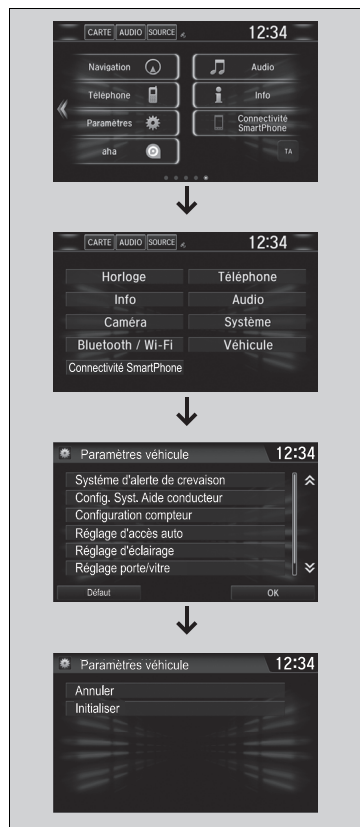 CARTE AUDIO SOURCE 12:34
Navigation Audio
Téléphone Info
Paramètres Connectivité SmartPhone
aha TA
CARTE AUDIO SOURCE 12:34
Horloge Téléphone
Info Audio
Caméra Système
Bluetooth / Wi-Fi Véhicule
Connectivité SmartPhone
Paramètres véhicule 12:34
Systéme d'alerte de crevaison
Config. Syst. Aide conducteur
Configuration compteur
Réglage d'accès auto
Réglage d'éclairage
Réglage porte/vitre
Défaut OK
Paramètres véhicule 12:34
Annuler
Initialiser